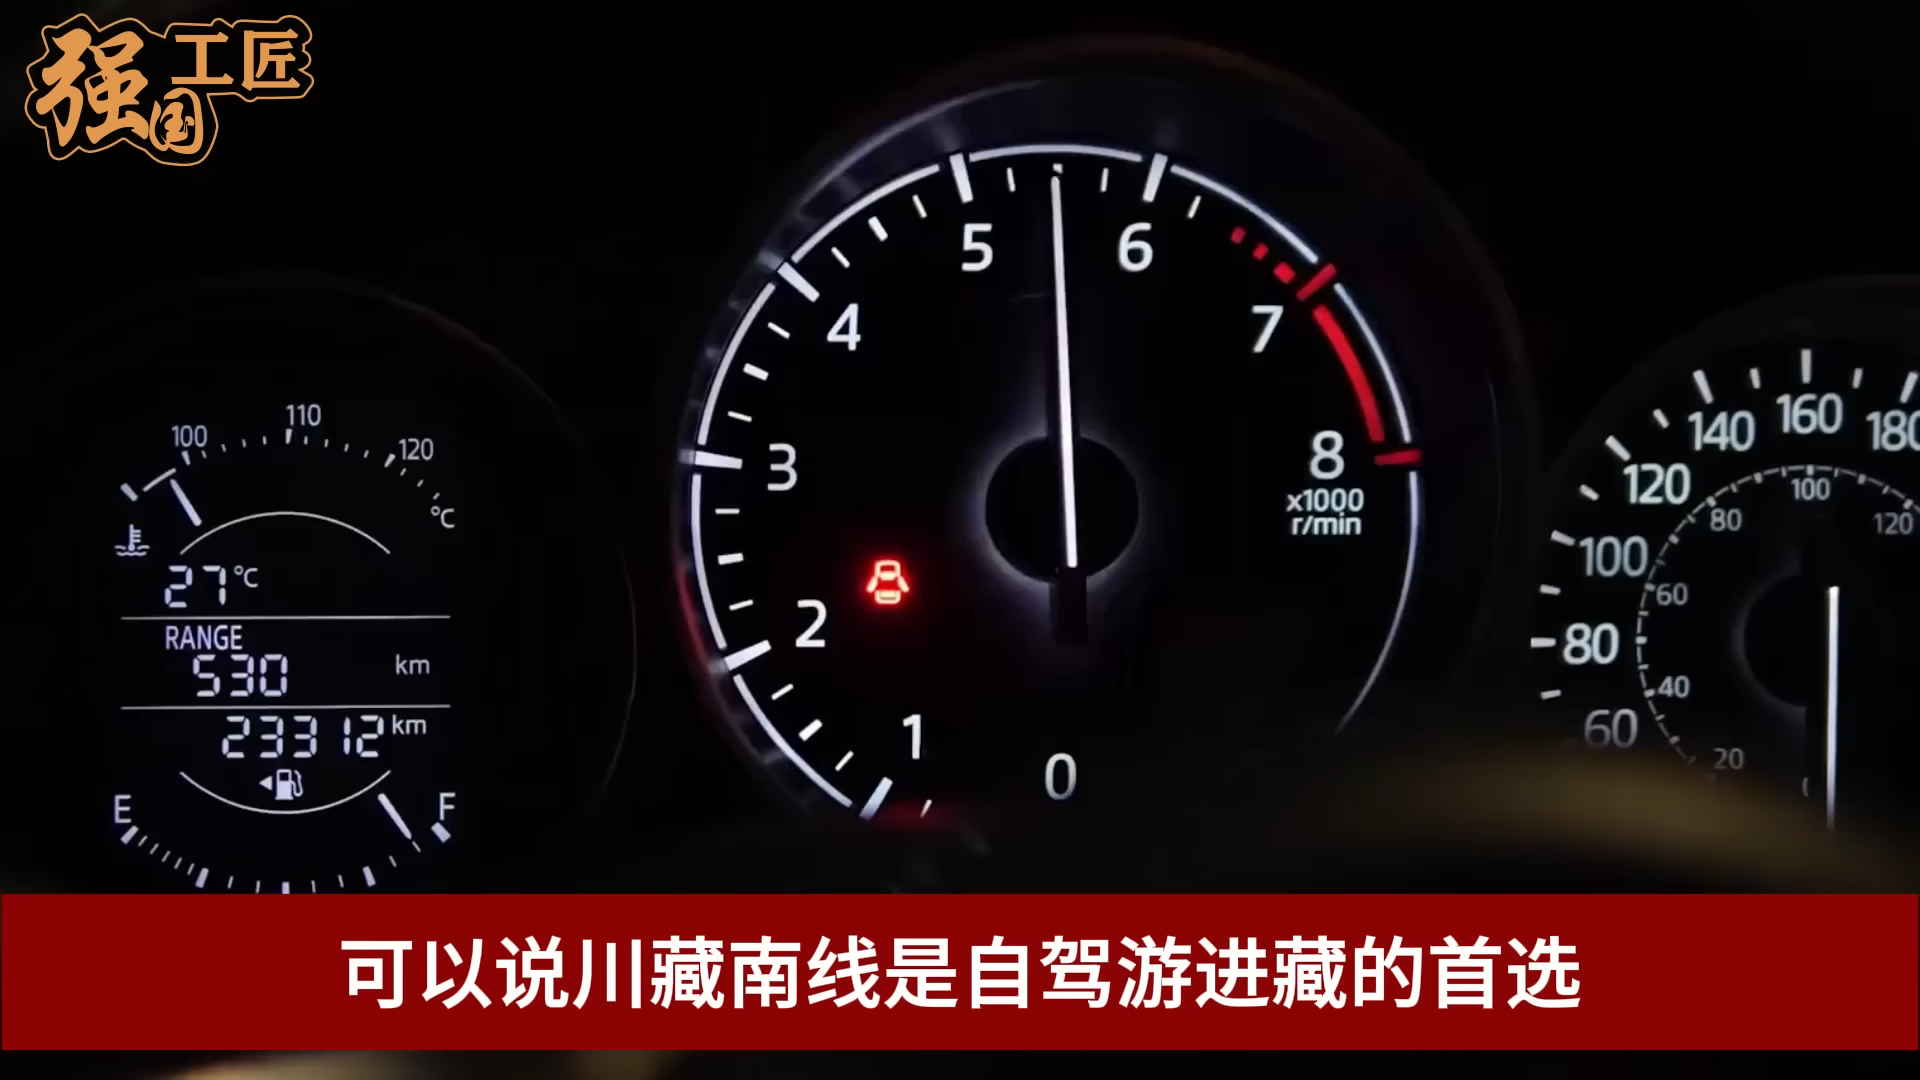 强国工匠
100 110 120
°C
27 °C
RANGE
530 km
23312 km
E F
0 1 2 3 4 5 6 7 8
x1000
r/min
60 80 100 120 140 160 180
20 40 60 80 100 120
可以说川藏南线是自驾游进藏的首选